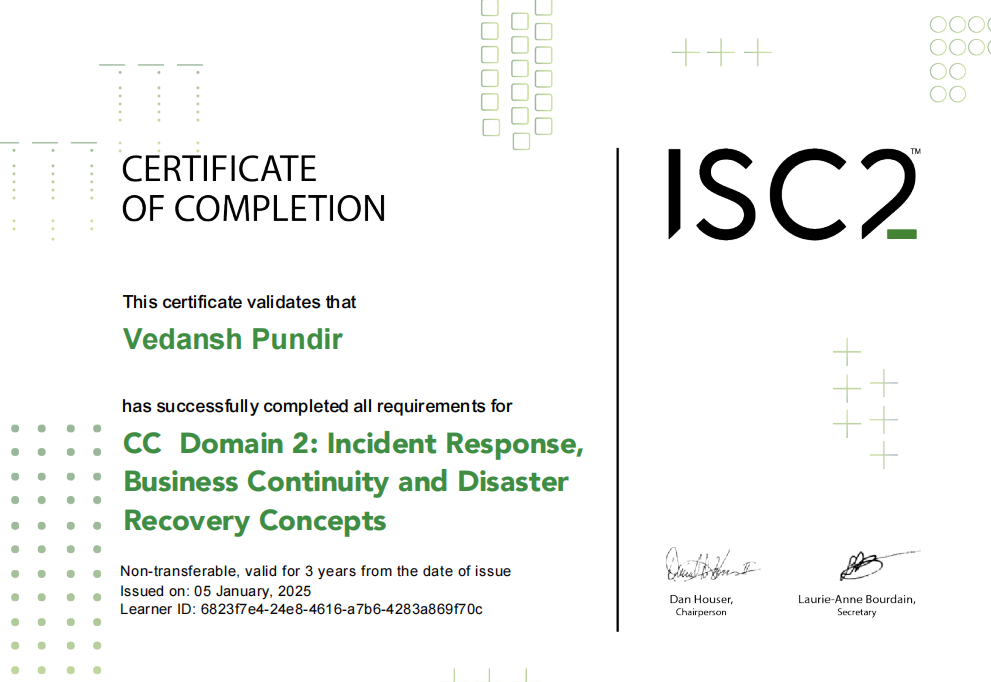 CERTIFICATE
OF COMPLETION
This certificate validates that
Vedansh Pundir
has successfully completed all requirements for
CC Domain 2: Incident Response,
Business Continuity and Disaster
Recovery Concepts
Non-transferable, valid for 3 years from the date of issue
Issued on: 05 January, 2025
Learner ID: 6823f7e4-24e8-4616-a7b6-4283a869f70c
ISC2™
Dan Houser,
Chairperson
Laurie-Anne Bourdain,
Secretary